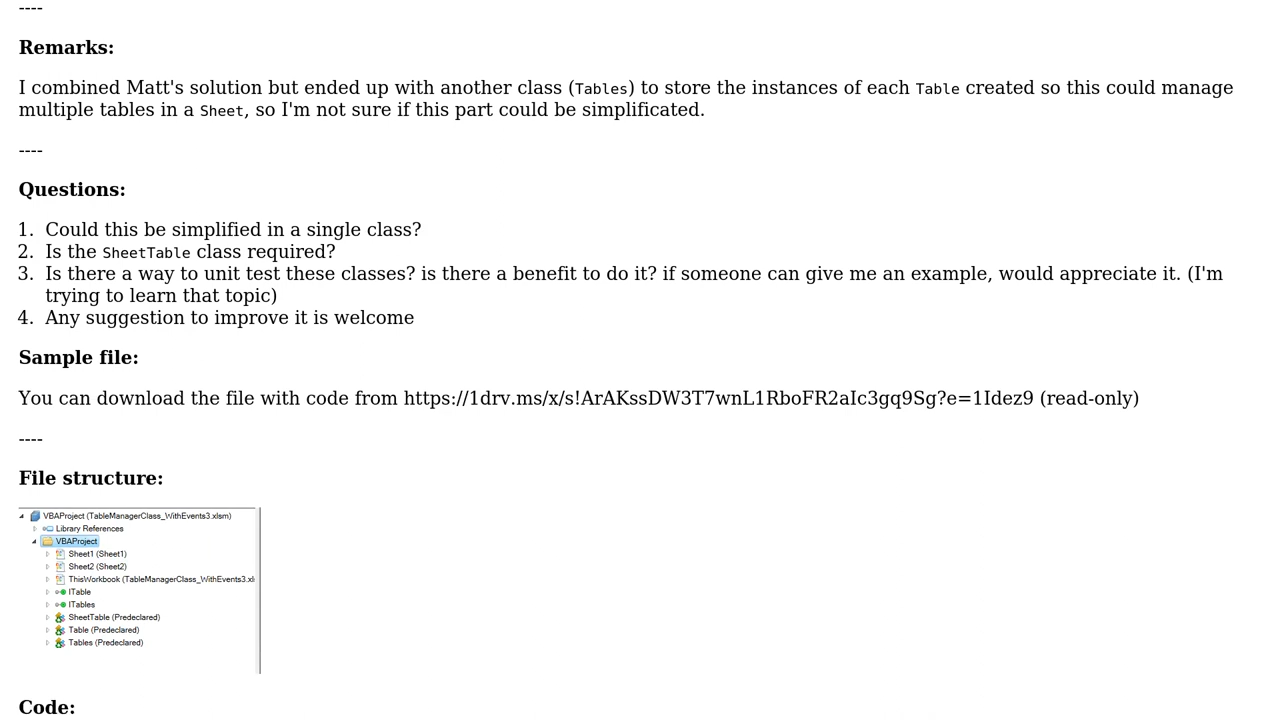 ----
Remarks:
I combined Matt's solution but ended up with another class (Tables) to store the instances of each Table created so this could manage
multiple tables in a Sheet, so I'm not sure if this part could be simplificated.
----
Questions:
1. Could this be simplified in a single class?
2. Is the SheetTable class required?
3. Is there a way to unit test these classes? is there a benefit to do it? if someone can give me an example, would appreciate it. (I'm
trying to learn that topic)
4. Any suggestion to improve it is welcome
Sample file:
You can download the file with code from https://1drv.ms/x/s!ArAKssDW3T7wnL1RboFR2aIc3gq9Sg?e=1Idez9 (read-only)
----
File structure:
VBAProject (TableManagerClass_WithEvents3.xlsm)
Library References
VBAProject
Sheet1 (Sheet1)
Sheet2 (Sheet2)
ThisWorkbook (TableManagerClass_WithEvents3.xl
ITable
ITables
SheetTable (Predeclared)
Table (Predeclared)
Tables (Predeclared)
Code: